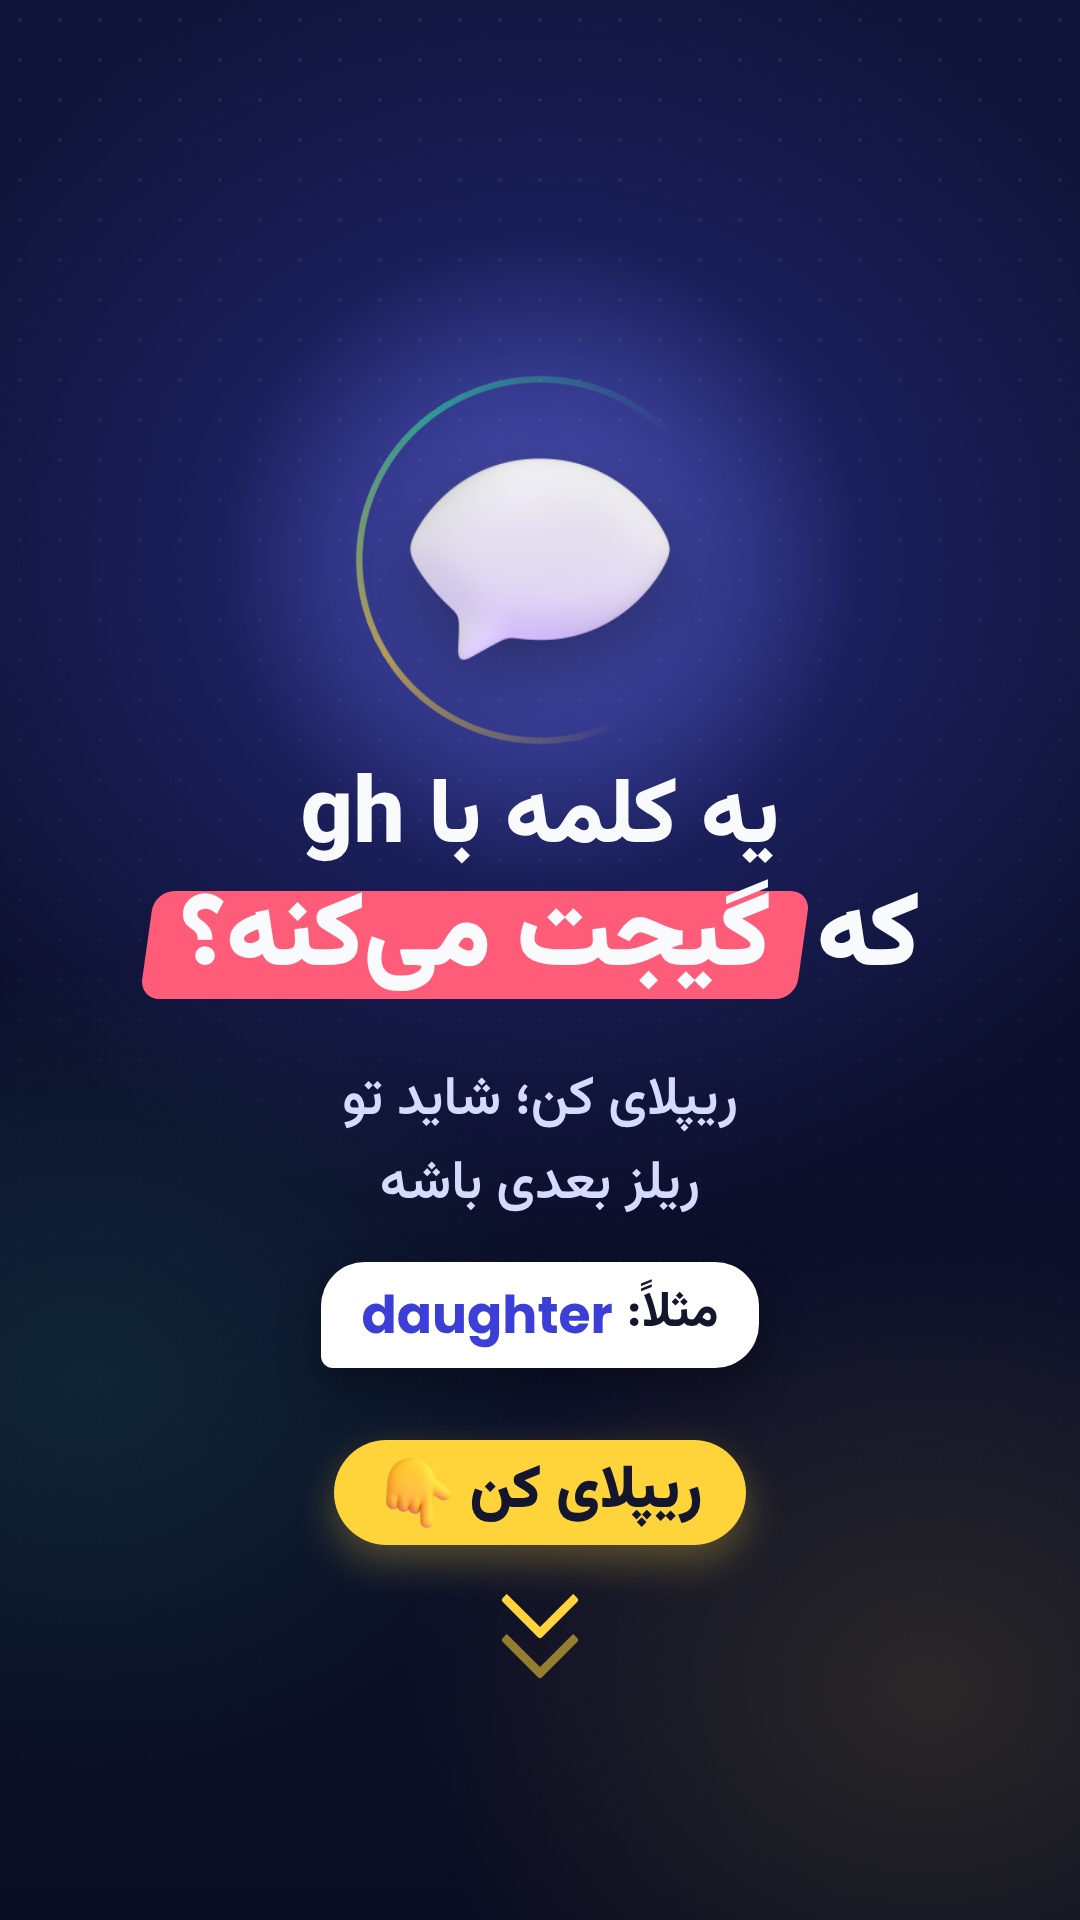 یه کلمه با gh
که گیجت می‌کنه؟
ریپلای کن؛ شاید تو
ریلز بعدی باشه
مثلاً: daughter
ریپلای کن 👇